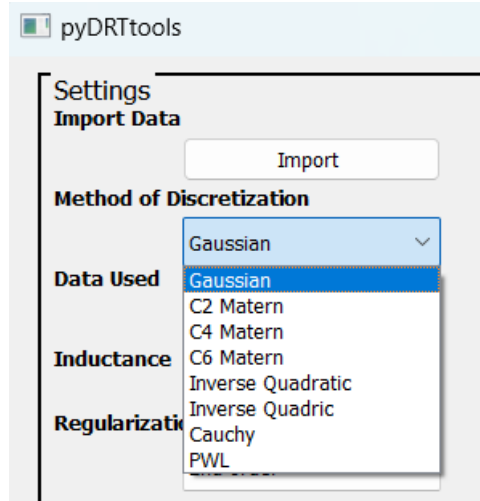 pyDRTtools
Settings
Import Data
Import
Method of Discretization
Gaussian
Data Used
Gaussian
C2 Matern
C4 Matern
Inductance
C6 Matern
Inverse Quadratic
Regularizatio
Inverse Quadric
Cauchy
PWL